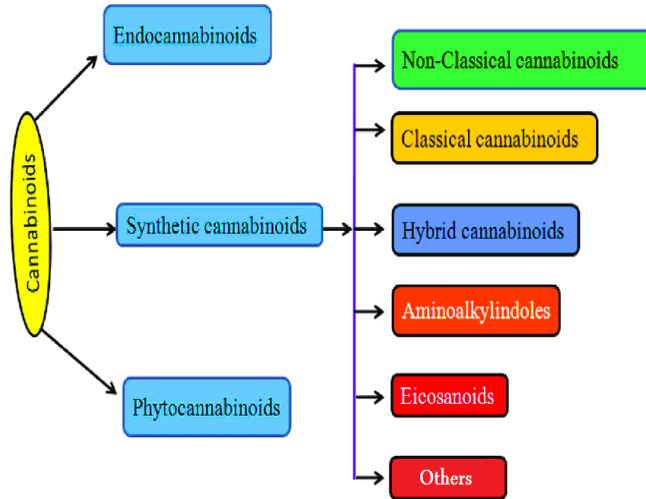 Endocannabinoids
Cannabinoids
Synthetic cannabinoids
Phytocannabinoids
Non-Classical cannabinoids
Classical cannabinoids
Hybrid cannabinoids
Aminoalkylindoles
Eicosanoids
Others